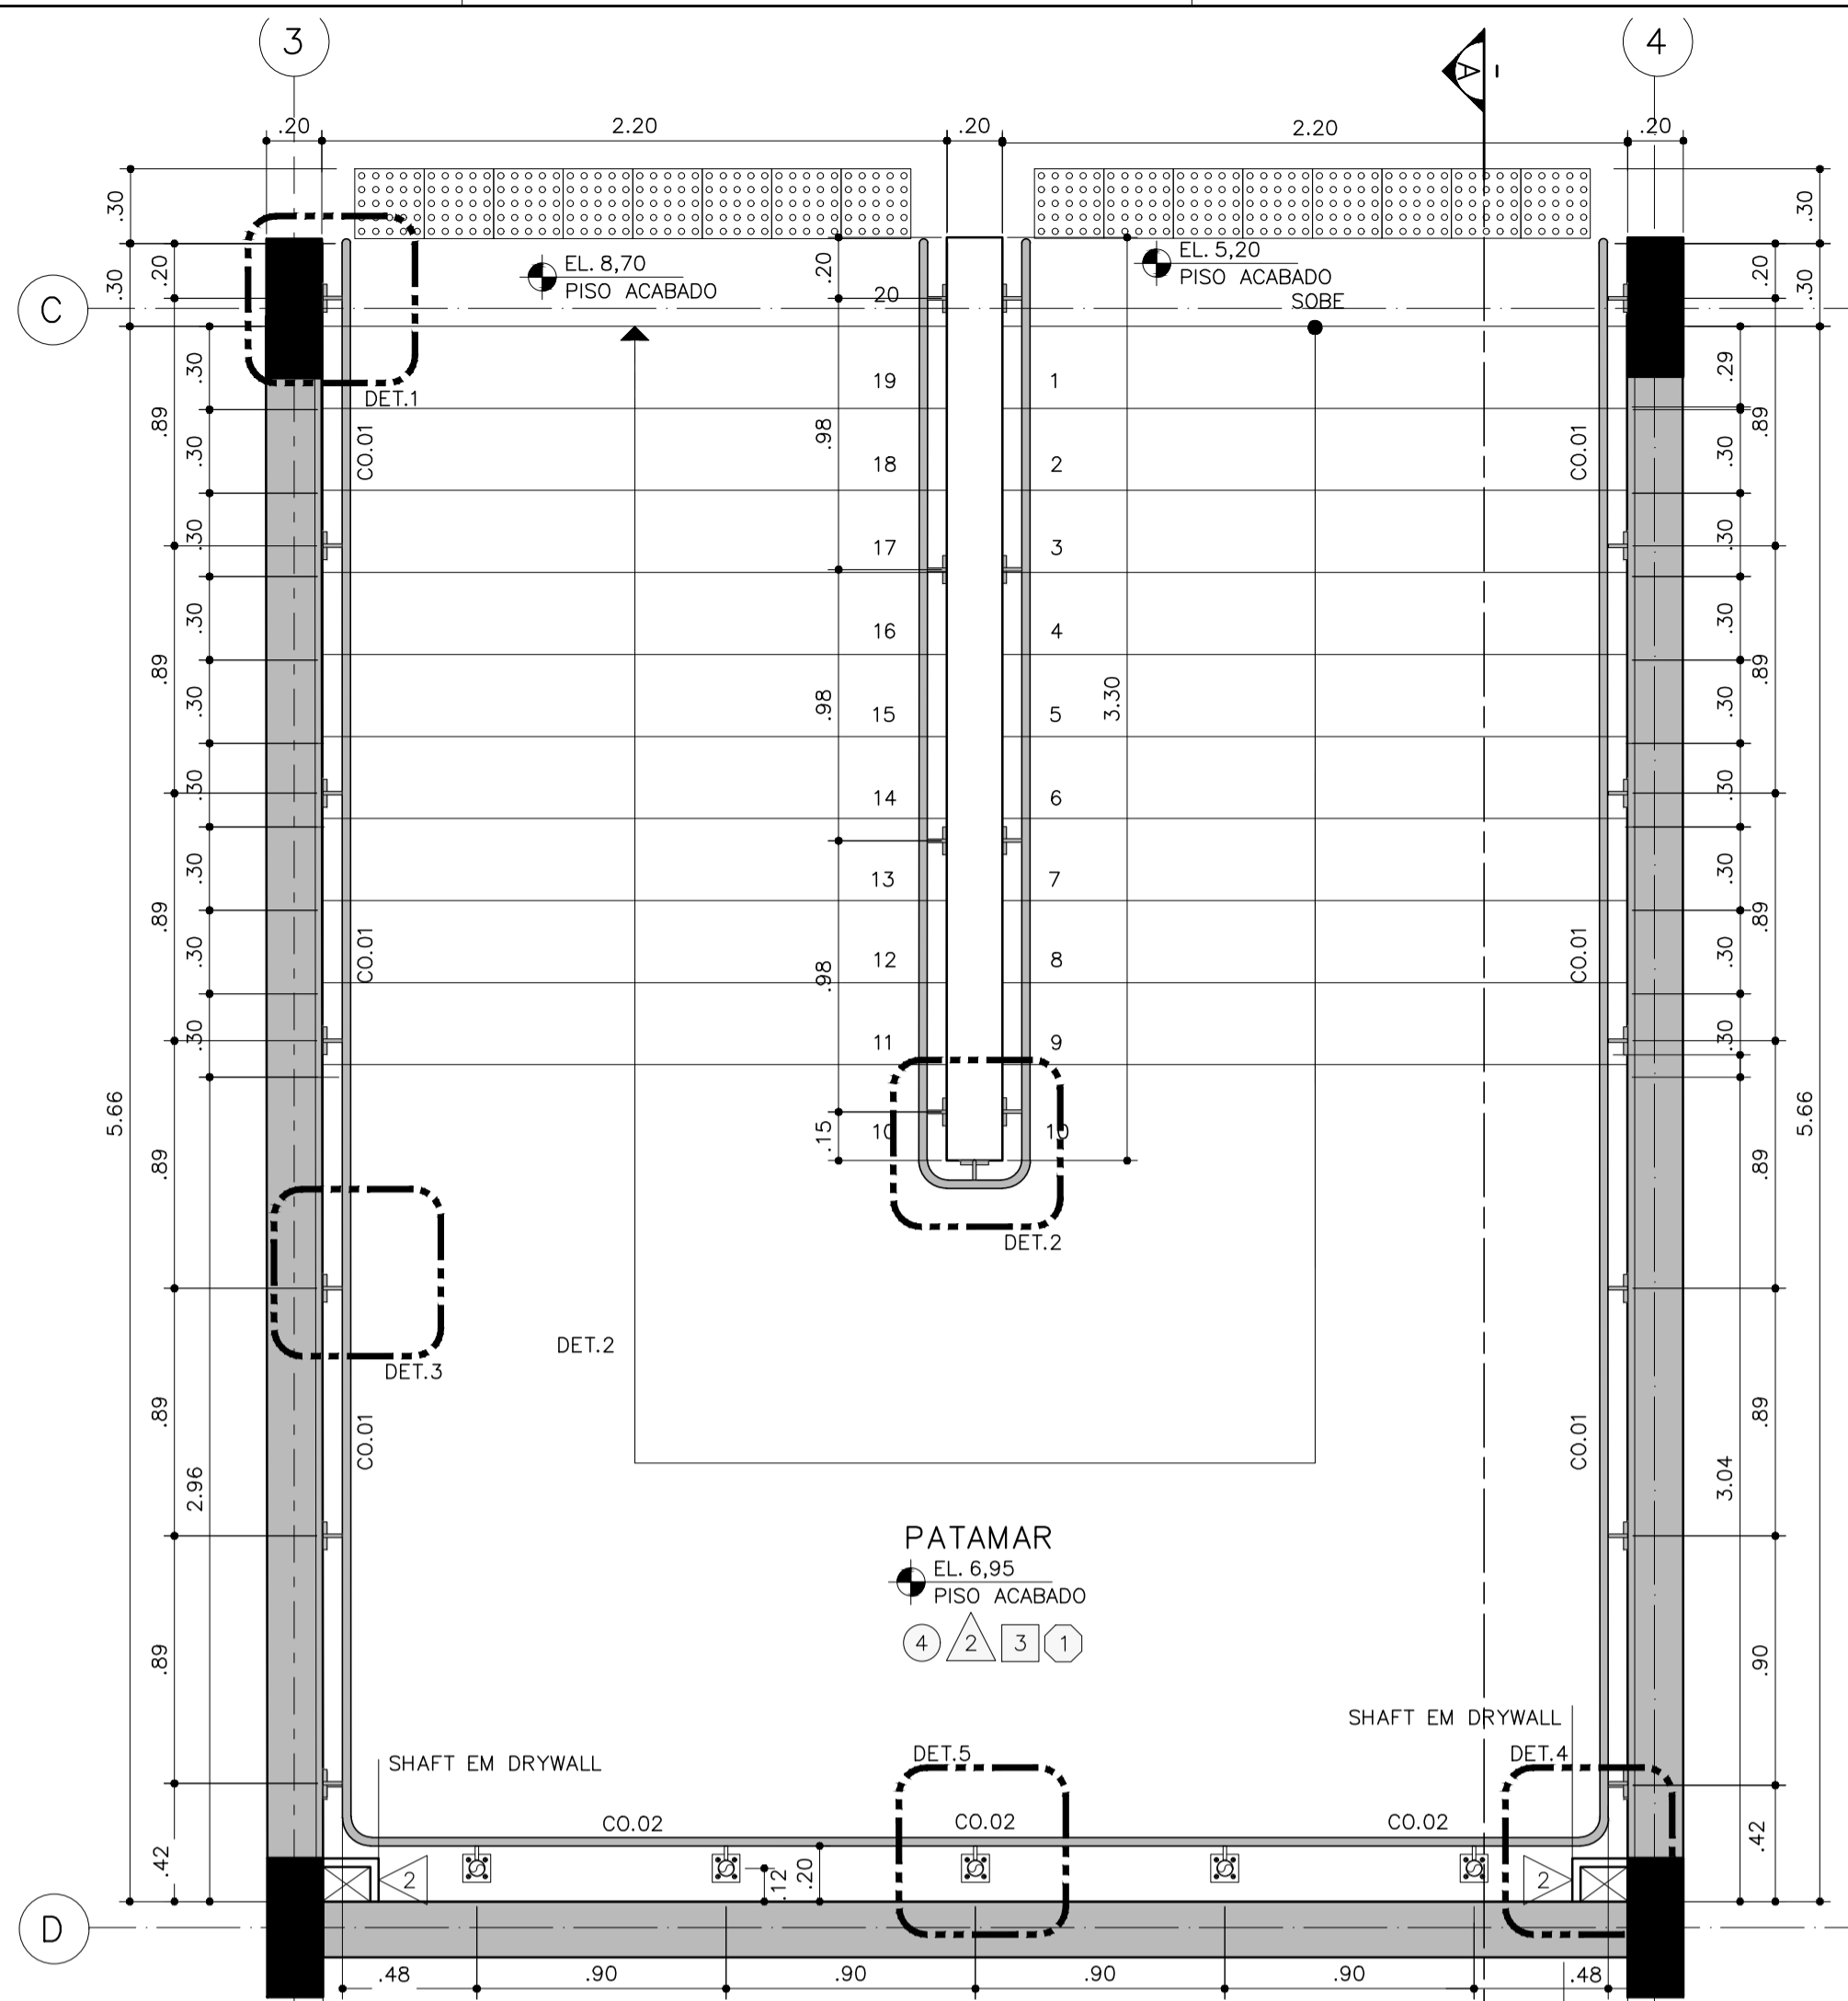 3
4
A
.20
2.20
.20
2.20
.20
.30
.30
.30
.20
.20
.20
.30
.30
C
EL. 8,70
PISO ACABADO
EL. 5,20
PISO ACABADO
SOBE
20
DET.1
.30
.29
19
1
.89
.98
.89
CO.01
CO.01
.30
.30
18
2
.30
.30
17
3
.30
.30
16
4
.89
.89
.30
.98
3.30
.30
15
5
.30
.30
14
6
.30
.30
13
7
.89
.89
CO.01
CO.01
.30
.98
.30
12
8
.30
.30
11
9
5.66
5.66
.15
10
10
.89
.89
DET.2
DET.2
DET.3
.89
.89
CO.01
CO.01
2.96
3.04
PATAMAR
EL. 6,95
PISO ACABADO
4
2
3
1
.89
.90
SHAFT EM DRYWALL
SHAFT EM DRYWALL
DET.5
DET.4
CO.02
CO.02
CO.02
.42
.42
2
.12
.20
2
S
S
S
S
S
D
.48
.90
.90
.90
.90
.48